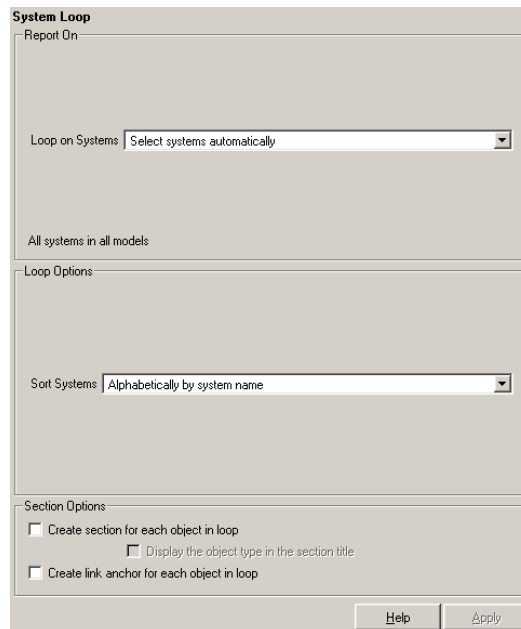 System Loop
Report On
Loop on Systems Select systems automatically
All systems in all models
Loop Options
Sort Systems Alphabetically by system name
Section Options
Create section for each object in loop
Display the object type in the section title
Create link anchor for each object in loop
Help Apply